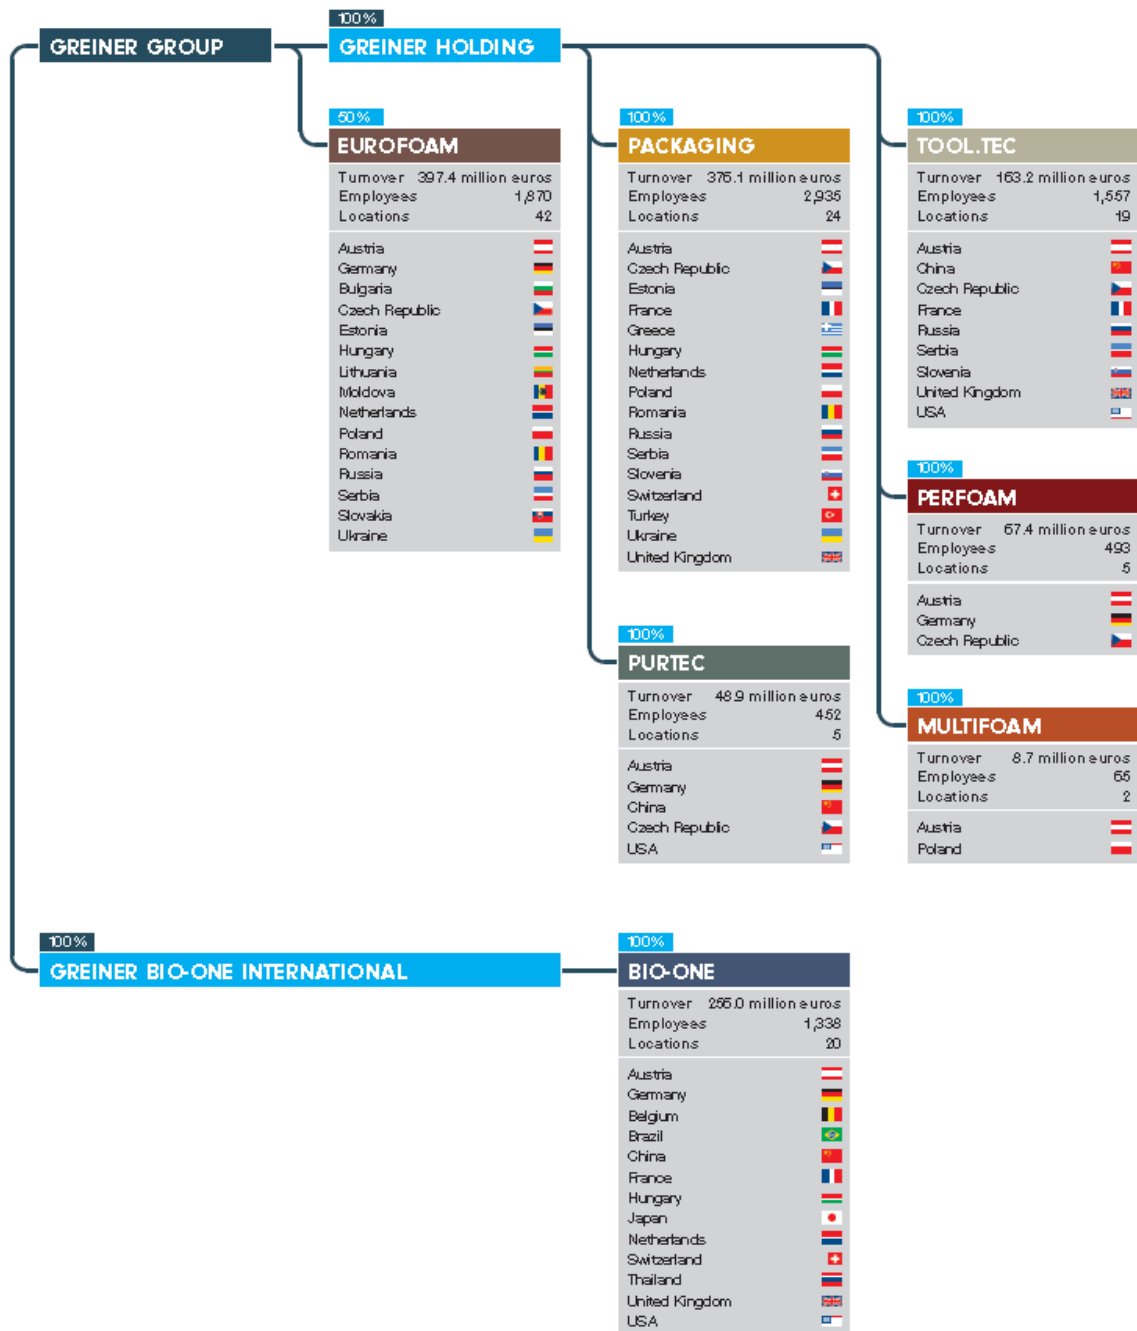 100%
GREINER GROUP
GREINER HOLDING
50%
EUROFOAM
Turnover 397.4 million euros
Employees 1,870
Locations 42
Austria
Germany
Bulgaria
Czech Republic
Estonia
Hungary
Lithuania
Moldova
Netherlands
Poland
Romania
Russia
Serbia
Slovakia
Ukraine
100%
PACKAGING
Turnover 376.1 million euros
Employees 2,935
Locations 24
Austria
Czech Republic
Estonia
France
Greece
Hungary
Netherlands
Poland
Romania
Russia
Serbia
Slovenia
Switzerland
Turkey
Ukraine
United Kingdom
100%
PURTEC
Turnover 48.9 million euros
Employees 452
Locations 5
Austria
Germany
China
Czech Republic
USA
100%
TOOL.TEC
Turnover 163.2 million euros
Employees 1,557
Locations 19
Austria
China
Czech Republic
France
Russia
Serbia
Slovenia
United Kingdom
USA
100%
PERFOAM
Turnover 67.4 million euros
Employees 493
Locations 5
Austria
Germany
Czech Republic
100%
MULTIFOAM
Turnover 8.7 million euros
Employees 65
Locations 2
Austria
Poland
100%
GREINER BIO-ONE INTERNATIONAL
100%
BIO-ONE
Turnover 255.0 million euros
Employees 1,338
Locations 20
Austria
Germany
Belgium
Brazil
China
France
Hungary
Japan
Netherlands
Switzerland
Thailand
United Kingdom
USA